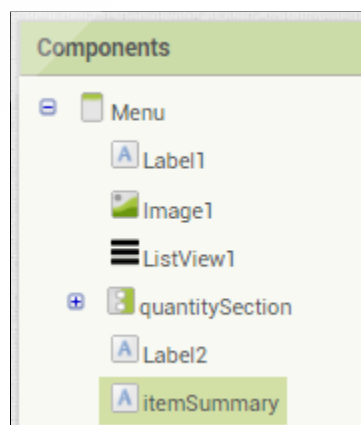 Components
Menu
Label1
Image1
ListView1
quantitySection
Label2
itemSummary